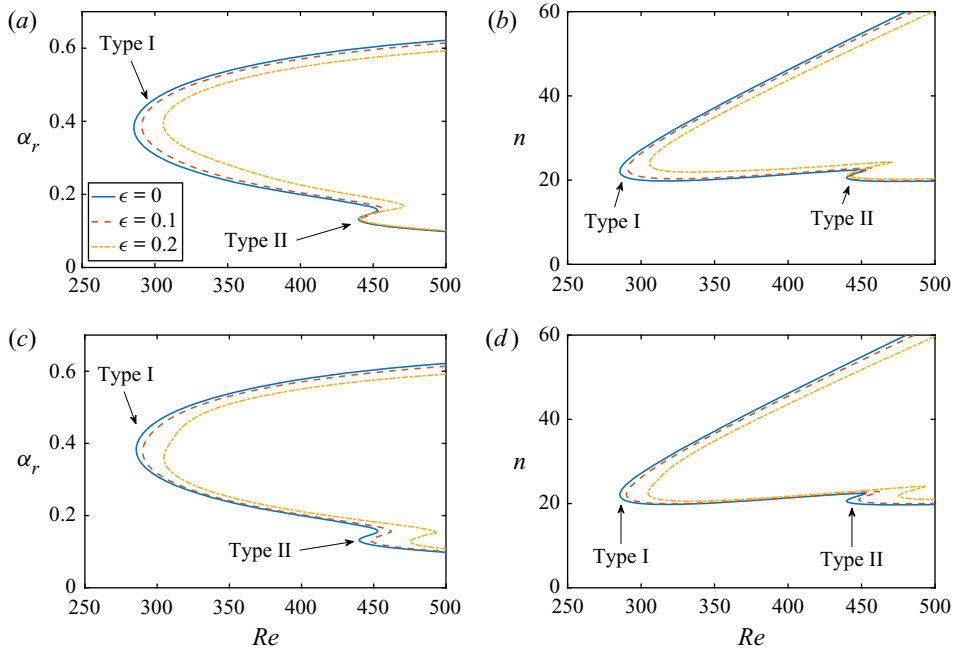 (a)
0.6
Type I
0.4
α_r
0.2
ϵ = 0
ϵ = 0.1
ϵ = 0.2
Type II
0
250 300 350 400 450 500
(b)
60
40
n
20
Type I
Type II
0
250 300 350 400 450 500
(c)
0.6
Type I
0.4
α_r
0.2
Type II
0
250 300 350 400 450 500
Re
(d)
60
40
n
20
Type I
Type II
0
250 300 350 400 450 500
Re